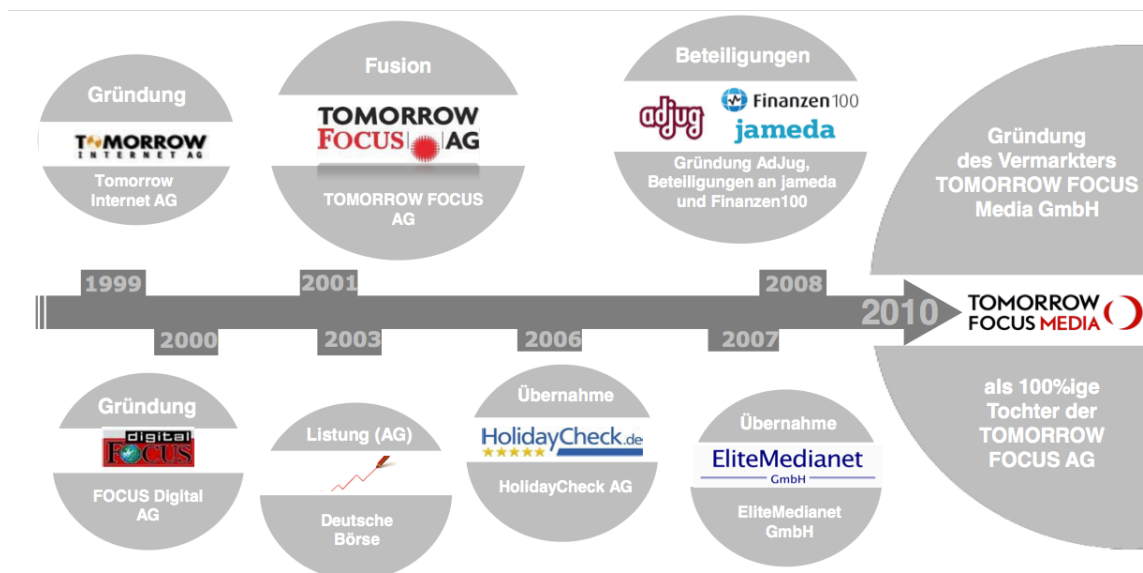 Gründung
TOMORROW
INTERNET AG
Tomorrow
Internet AG
Fusion
TOMORROW
FOCUS AG
TOMORROW FOCUS
AG
Beteiligungen
adjug
Finanzen100
jameda
Gründung AdJug,
Beteiligungen an jameda
und Finanzen100
1999
2001
2008
2000
2003
2006
2007
2010
Gründung
digital
FOCUS
FOCUS Digital
AG
Listung (AG)
Deutsche
Börse
Übernahme
HolidayCheck.de
HolidayCheck AG
Übernahme
EliteMedianet
GmbH
EliteMedianet
GmbH
Gründung
des Vermarkters
TOMORROW FOCUS
Media GmbH
TOMORROW
FOCUS MEDIA
als 100%ige
Tochter der
TOMORROW
FOCUS AG